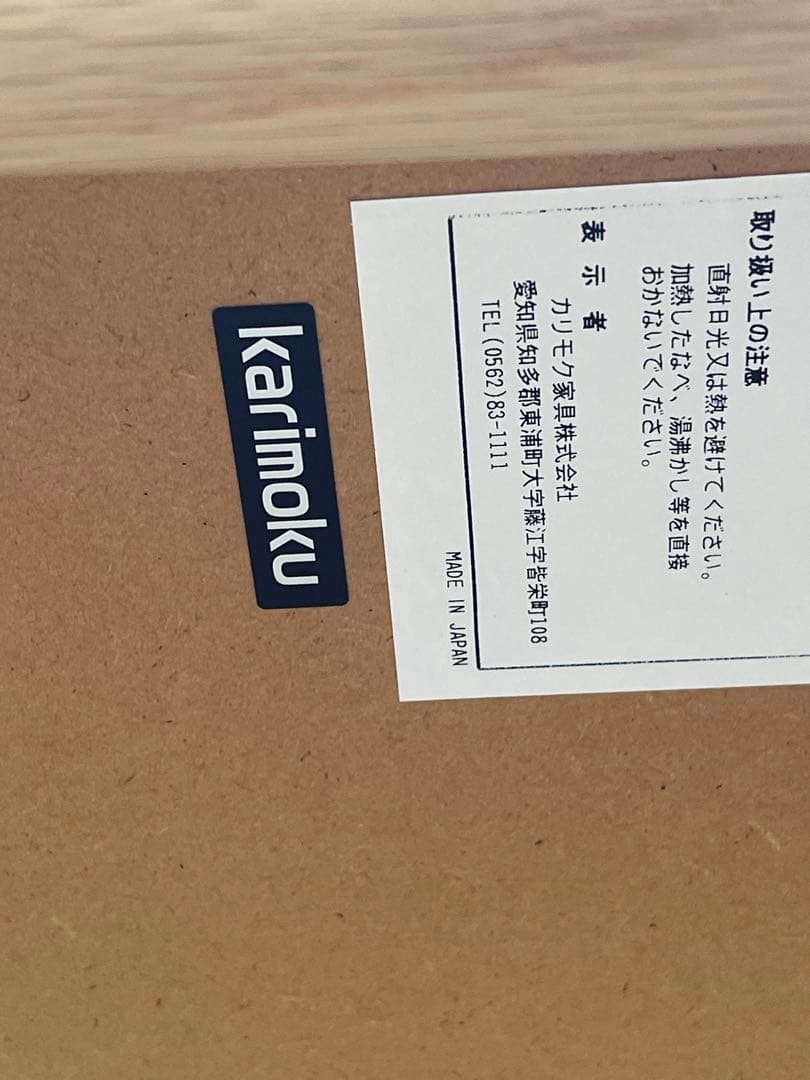 取り扱い上の注意
直射日光又は熱を避けてください。
加熱したなべ、湯沸かし等を直接
おかないでください。
表示者
カリモク家具株式会社
愛知県知多郡東浦町大字藤江字皆栄町108
TEL(0562)83-1111
MADE IN JAPAN
karimoku